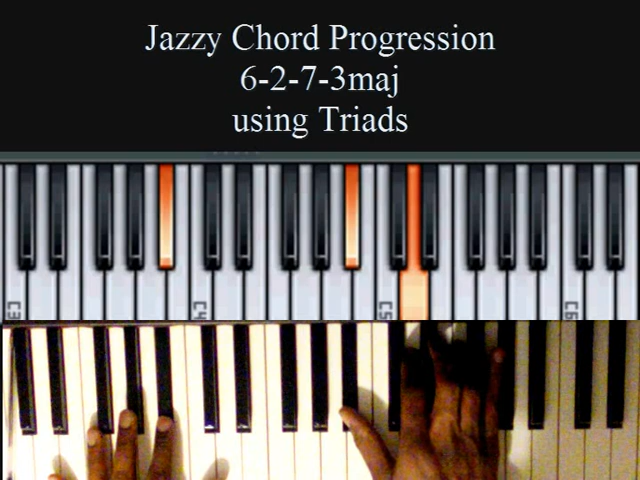 Jazzy Chord Progression
6-2-7-3maj
using Triads
C3
C4
C5
C6